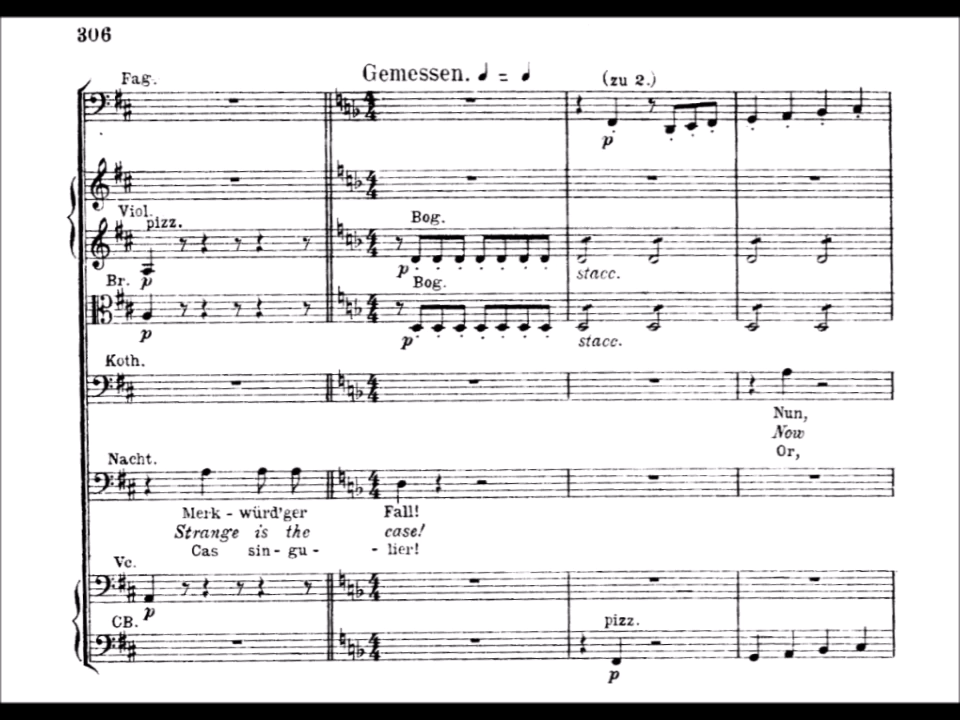 306
Fag.
Gemessen. ♩ = ♩
(zu 2.)
p
Viol.
pizz.
Bog.
p
p
stacc.
Br.
Bog.
p
p
stacc.
Koth.
Nun,
Now
Or,
Nacht.
Merk - würd'ger Fall!
Strange is the case!
Cas sin - gu - - lier!
Vc.
p
CB.
pizz.
p